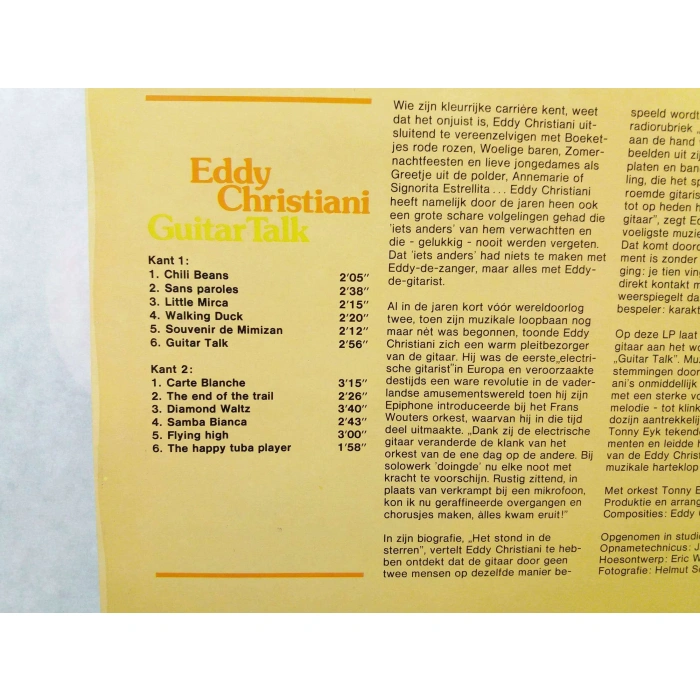 Eddy
Christiani
Guitar Talk
Kant 1:
1. Chili Beans 2'05"
2. Sans paroles 2'38"
3. Little Mirca 2'15"
4. Walking Duck 2'20"
5. Souvenir de Mimizan 2'12"
6. Guitar Talk 2'56"
Kant 2:
1. Carte Blanche 3'15"
2. The end of the trail 2'26"
3. Diamond Waltz 3'40"
4. Samba Bianca 2'43"
5. Flying high 3'00"
6. The happy tuba player 1'58"
Wie zijn kleurrijke carrière kent, weet
dat het onjuist is, Eddy Christiani uit-
sluitend te vereenzelvigen met Boeket-
jes rode rozen, Woelige baren, Zomer-
nachtfeesten en lieve jongedames als
Greetje uit de polder, Annemarie of
Signorita Estrellita... Eddy Christiani
heeft namelijk door de jaren heen ook
een grote schare volgelingen gehad die
'iets anders' van hem verwachtten en
die - gelukkig - nooit werden vergeten.
Dat 'iets anders' had niets te maken met
Eddy-de-zanger, maar alles met Eddy-
de-gitarist.
Al in de jaren kort vóór wereldoorlog
twee, toen zijn muzikale loopbaan nog
maar nét was begonnen, toonde Eddy
Christiani zich een warm pleitbezorger
van de gitaar. Hij was de eerste„electri-
sche gitarist"in Europa en veroorzaakte
destijds een ware revolutie in de vader-
landse amusementswereld toen hij zijn
Epiphone introduceerde bij het Frans
Wouters orkest, waarvan hij in die tijd
deel uitmaakte. „Dank zij de electrische
gitaar veranderde de klank van het
orkest van de ene dag op de andere. Bij
solowerk 'doingde' nu elke noot met
kracht te voorschijn. Rustig zittend, in
plaats van verkrampt bij een mikrofoon,
kon ik nu geraffineerde overgangen en
chorusjes maken, àlles kwam eruit!"
In zijn biografie, „Het stond in de
sterren", vertelt Eddy Christiani te heb-
ben ontdekt dat de gitaar door geen
twee mensen op dezelfde manier be-
speeld wordt
radiorubriek „
aan de hand
beelden uit zij
platen en ban
ling, die het sp
roemde gitaris
tot op heden h
gitaar", zegt Ed
voeligste muzie
Dat komt doord
ment is zonder
ging: je tien ving
direkt kontakt m
weerspiegelt da
bespeler: karakt
Op deze LP laat
gitaar aan het wo
„Guitar Talk". Muz
stemmingen door
ani's onmiddellijk
met een sterke vo
melodie - tot klink
dozijn aantrekkelij
Tonny Eyk tekend
menten en leidde h
van de Eddy Christ
muzikale harteklop
Met orkest Tonny E
Produktie en arrang
Composities: Eddy
Opgenomen in studio
Opnametechnicus: J
Hoesontwerp: Eric W
Fotografie: Helmut S